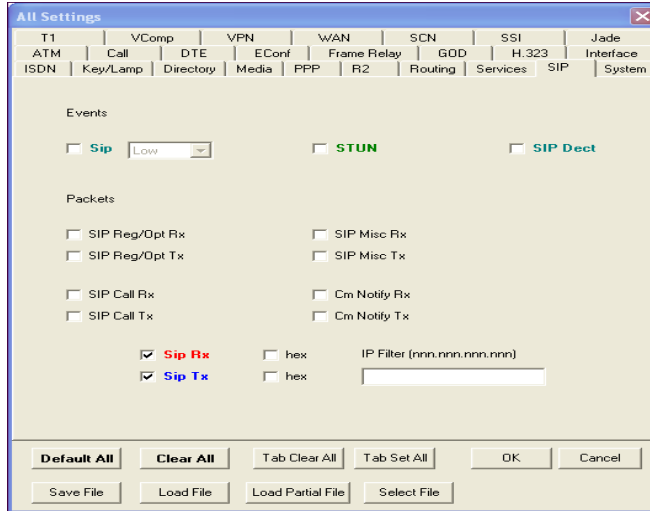 All Settings
T1 VComp VPN WAN SCN SSI Jade
ATM Call DTE EConf Frame Relay GOD H.323 Interface
ISDN Key/Lamp Directory Media PPP R2 Routing Services SIP System
Events
Sip Low STUN SIP Dect
Packets
SIP Reg/Opt Rx SIP Misc Rx
SIP Reg/Opt Tx SIP Misc Tx
SIP Call Rx Cm Notify Rx
SIP Call Tx Cm Notify Tx
Sip Rx hex IP Filter (nnn.nnn.nnn.nnn)
Sip Tx hex
Default All Clear All Tab Clear All Tab Set All OK Cancel
Save File Load File Load Partial File Select File